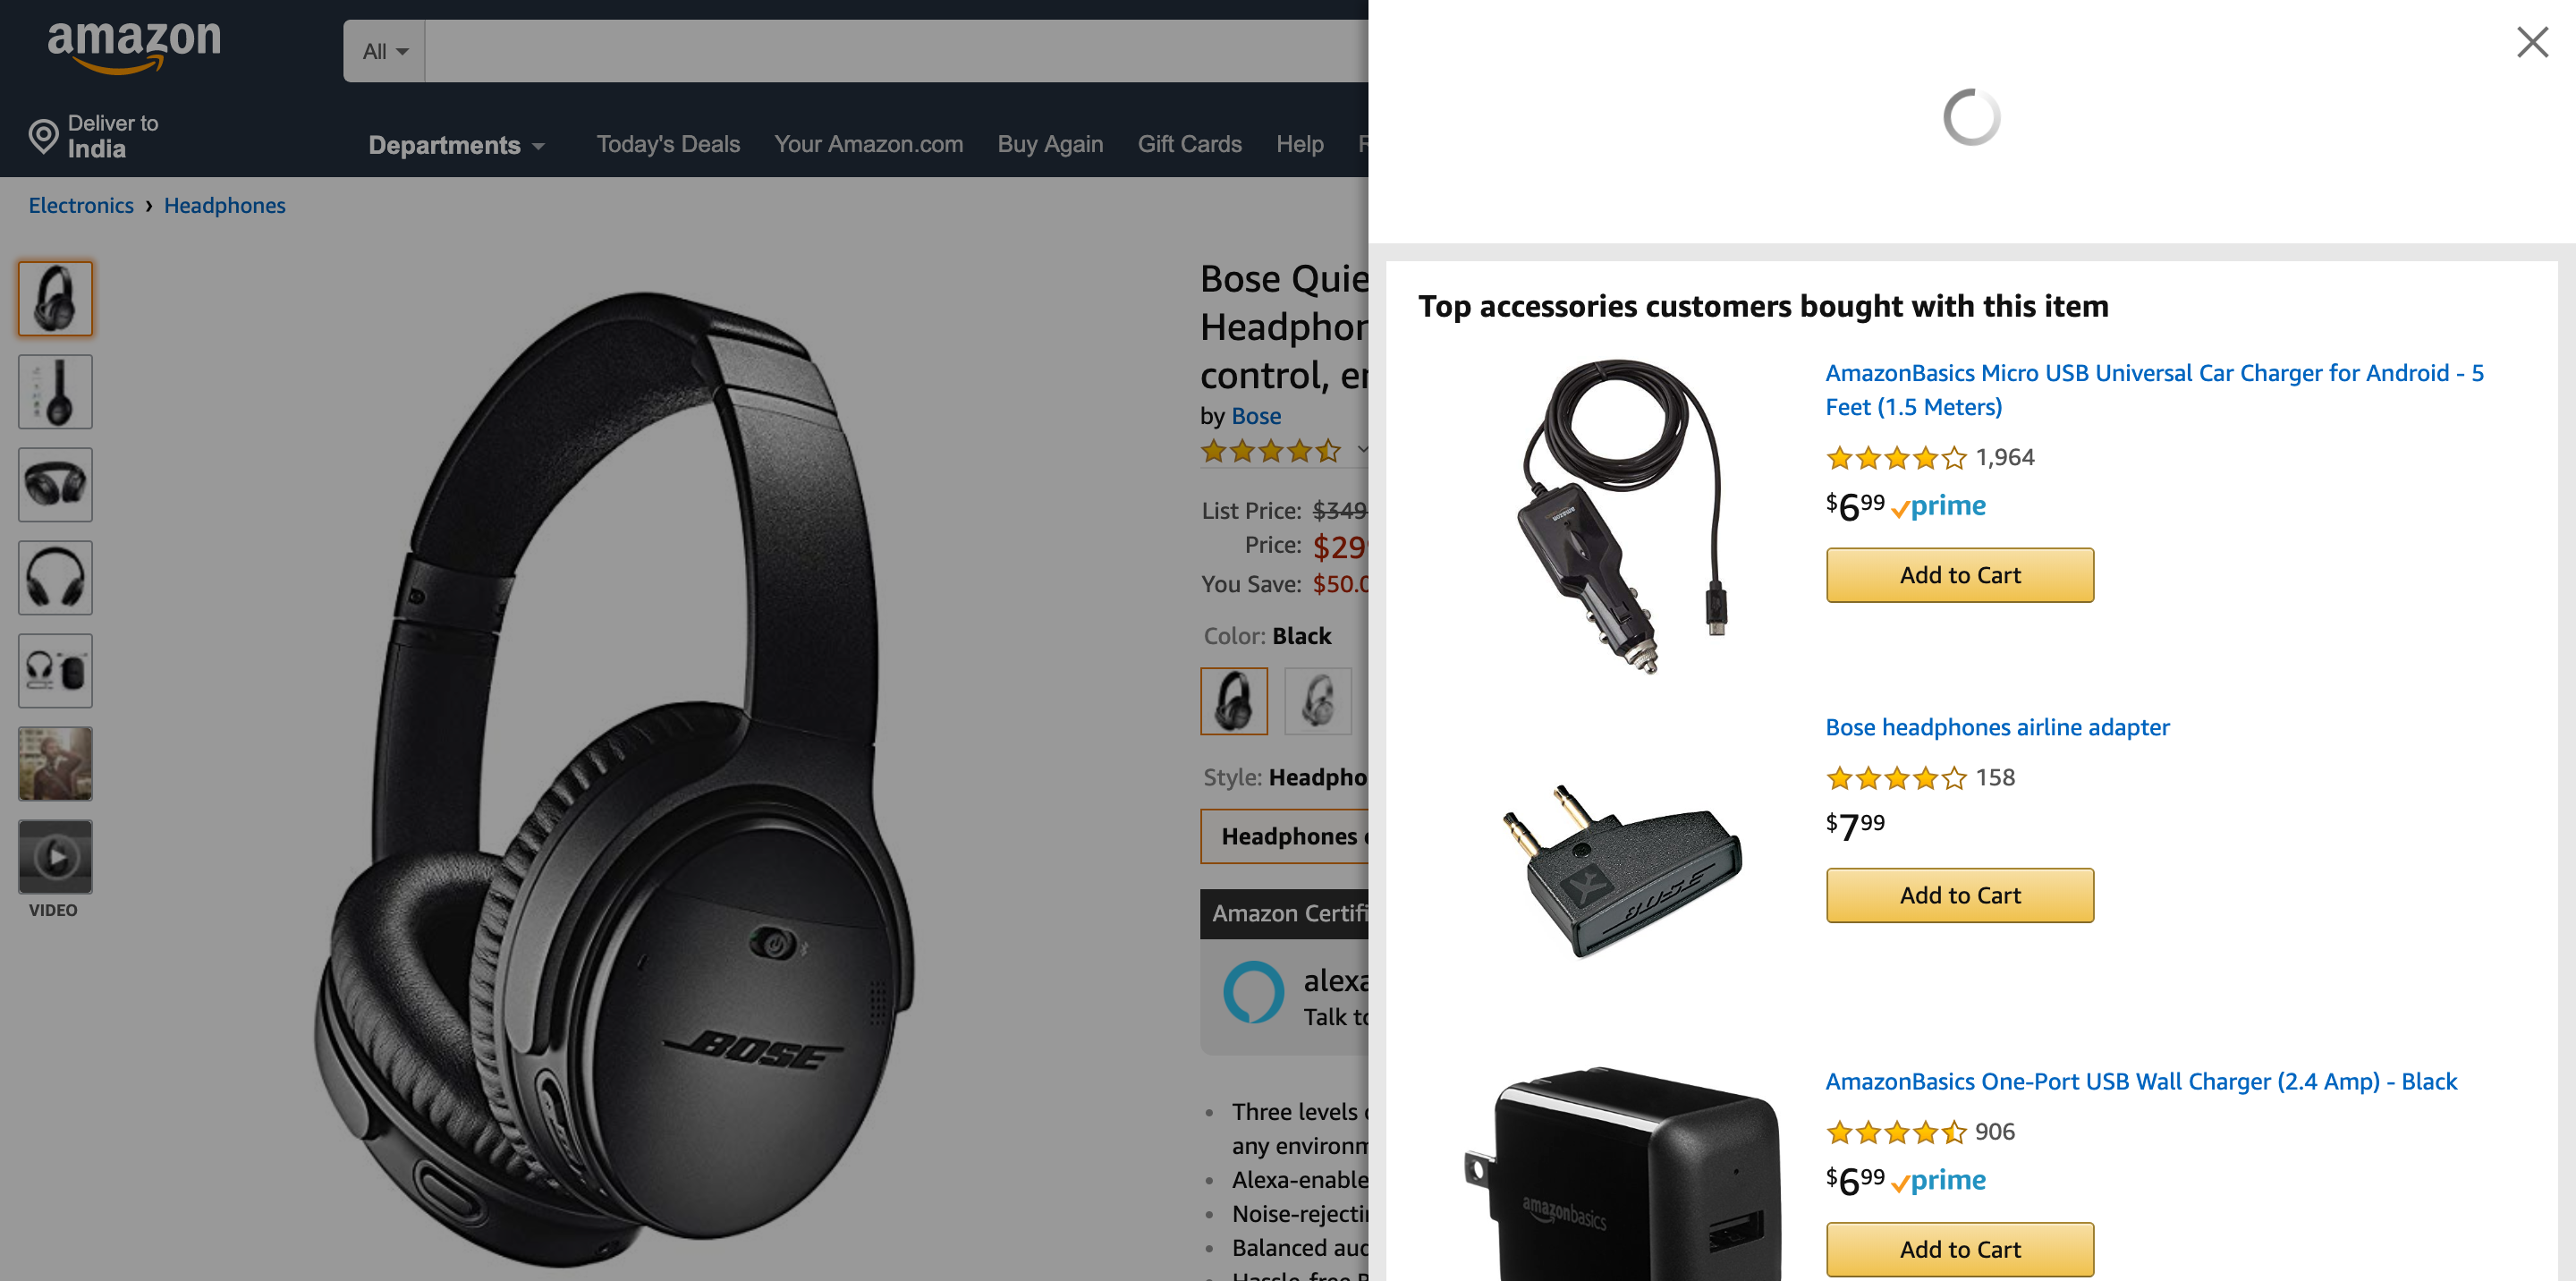 amazon
All
Deliver to
India
Departments
Today's Deals
Your Amazon.com
Buy Again
Gift Cards
Help
Electronics › Headphones
VIDEO
BOSE
Bose
Headphor
control,
by Bose
List Price: $349
Price: $29
You Save: $50.0
Color: Black
Style: Headpho
Headphones
Amazon Certifi
alexa
Talk to
Three levels
any environm
Alexa-enable
Noise-rejecti
Balanced
Top accessories customers bought with this item
AmazonBasics Micro USB Universal Car Charger for Android - 5
Feet (1.5 Meters)
1,964
$6.99 prime
Add to Cart
Bose headphones airline adapter
158
$7.99
Add to Cart
BOSE
AmazonBasics One-Port USB Wall Charger (2.4 Amp) - Black
906
$6.99 prime
Add to Cart
amazonbasics